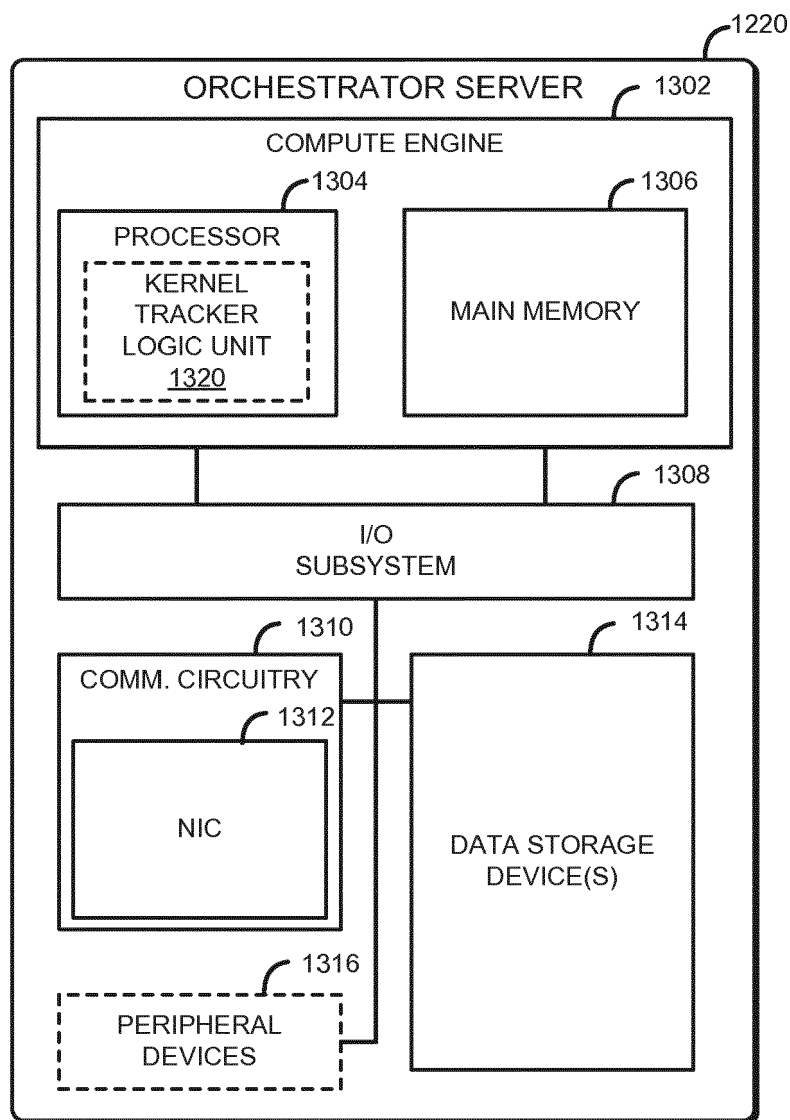 1220
ORCHESTRATOR SERVER
1302
COMPUTE ENGINE
1304
1306
PROCESSOR
KERNEL
TRACKER
LOGIC UNIT
1320
MAIN MEMORY
1308
I/O
SUBSYSTEM
1310
1314
COMM. CIRCUITRY
1312
NIC
DATA STORAGE
DEVICE(S)
1316
PERIPHERAL
DEVICES